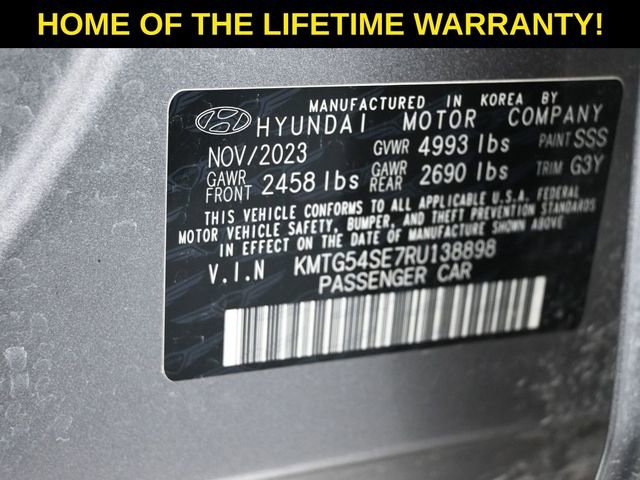 HOME OF THE LIFETIME WARRANTY!
MANUFACTURED IN KOREA BY
HYUNDAI MOTOR COMPANY
NOV/2023 GVWR 4993 lbs PAINT SSS
GAWR FRONT 2458 lbs GAWR REAR 2690 lbs TRIM G3Y
THIS VEHICLE CONFORMS TO ALL APPLICABLE U.S.A. FEDERAL
MOTOR VEHICLE SAFETY, BUMPER, AND THEFT PREVENTION STANDARDS
IN EFFECT ON THE DATE OF MANUFACTURE SHOWN ABOVE.
V.I.N KMTG54SE7RU138898
PASSENGER CAR